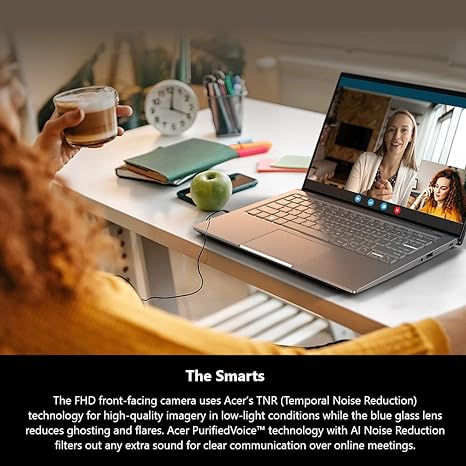 The Smarts
The FHD front-facing camera uses Acer's TNR (Temporal Noise Reduction)
technology for high-quality imagery in low-light conditions while the blue glass lens
reduces ghosting and flares. Acer PurifiedVoice™ technology with AI Noise Reduction
filters out any extra sound for clear communication over online meetings.